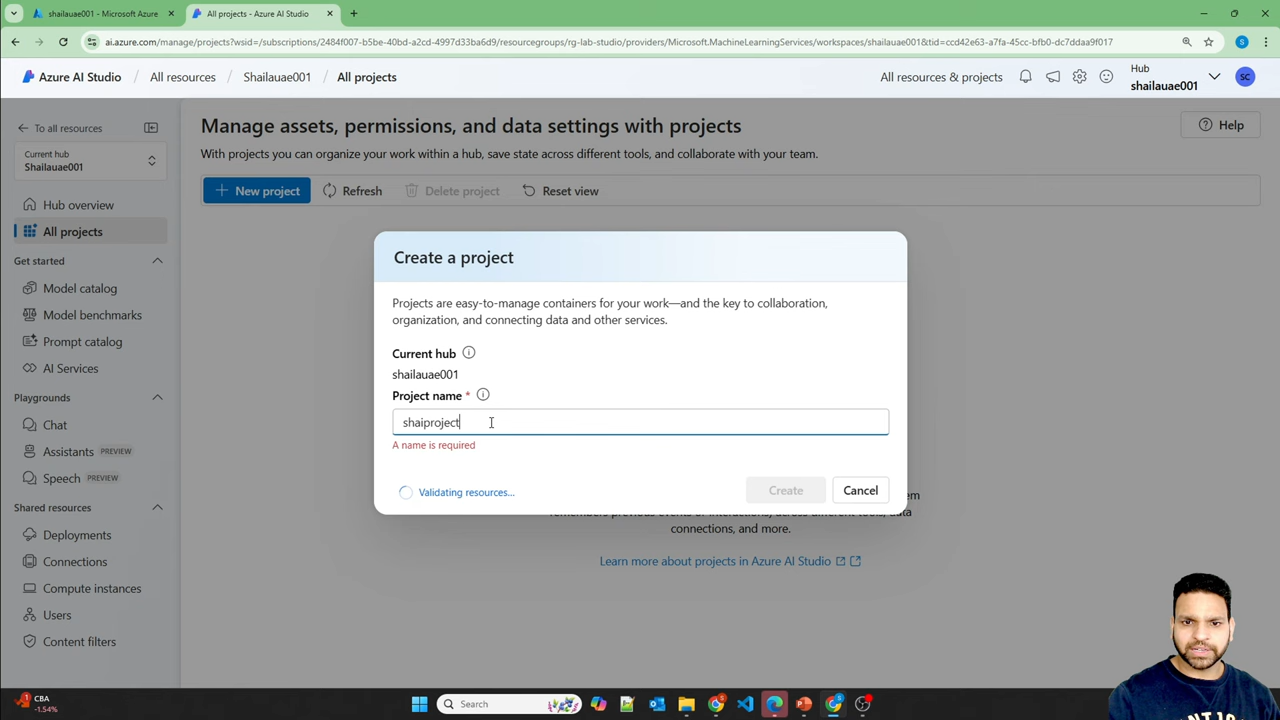 shailauae001 - Microsoft Azure
All projects - Azure AI Studio
ai.azure.com/manage/projects?wsid=/subscriptions/2484f007-b5be-40bd-a2cd-4997d33ba6d9/resourcegroups/rg-lab-studio/providers/Microsoft.MachineLearningServices/workspaces/shailauae001&tid=ccd42e63-a7fa-45cc-bfb0-dc7ddaa9f017
S
Azure AI Studio / All resources / Shailauae001 / All projects
All resources & projects
Hub
shailauae001
SC
To all resources
Current hub
Shailauae001
Hub overview
All projects
Get started
Model catalog
Model benchmarks
Prompt catalog
AI Services
Playgrounds
Chat
Assistants PREVIEW
Speech PREVIEW
Shared resources
Deployments
Connections
Compute instances
Users
Content filters
Manage assets, permissions, and data settings with projects
Help
With projects you can organize your work within a hub, save state across different tools, and collaborate with your team.
New project
Refresh
Delete project
Reset view
Create a project
Projects are easy-to-manage containers for your work—and the key to collaboration,
organization, and connecting data and other services.
Current hub
shailauae001
Project name *
shaiproject
A name is required
Validating resources...
Create
Cancel
connections, and more.
Learn more about projects in Azure AI Studio
1
CBA
-1.54%
Search